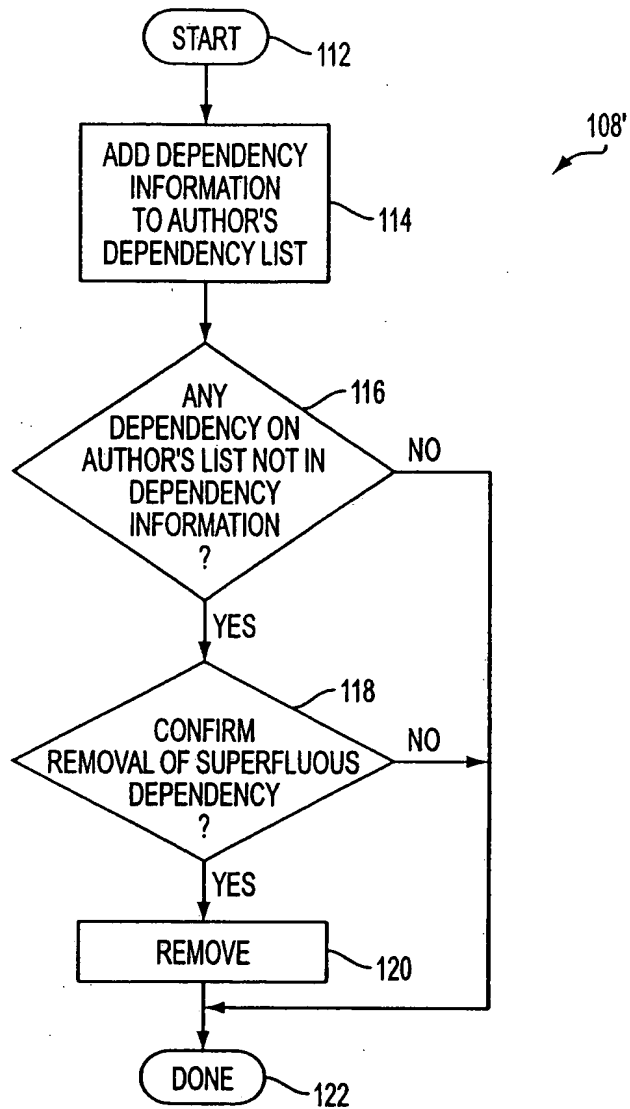 START
112
108'
ADD DEPENDENCY
INFORMATION
TO AUTHOR'S
DEPENDENCY LIST
114
116
ANY
DEPENDENCY ON
AUTHOR'S LIST NOT IN
DEPENDENCY
INFORMATION
?
NO
YES
118
CONFIRM
REMOVAL OF SUPERFLUOUS
DEPENDENCY
?
NO
YES
REMOVE
120
DONE
122